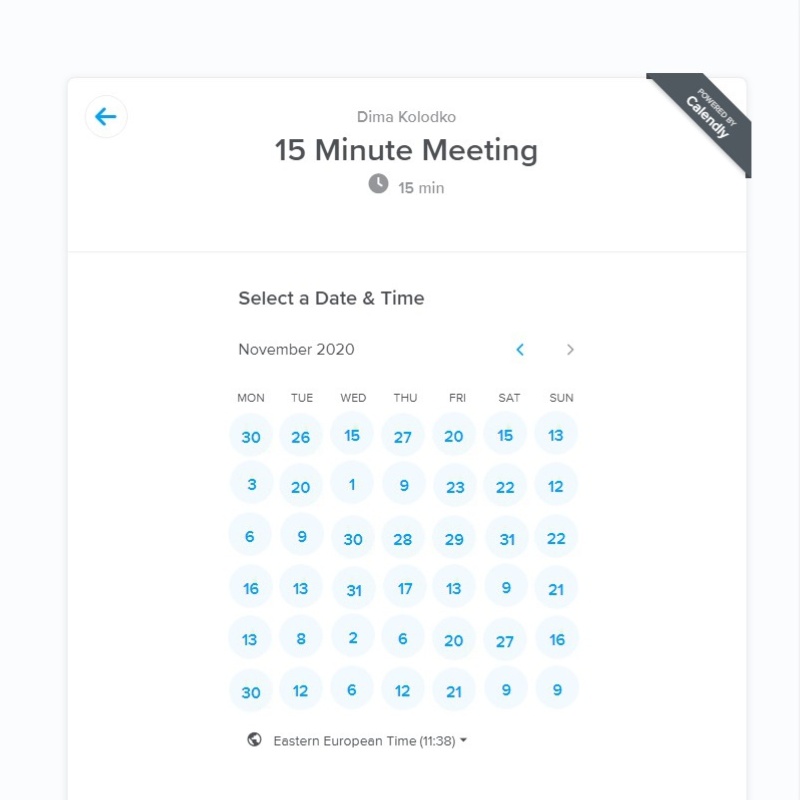 POWERED BY
Calendly
Dima Kolodko
15 Minute Meeting
15 min
Select a Date & Time
November 2020
MON TUE WED THU FRI SAT SUN
30 26 15 27 20 15 13
3 20 1 9 23 22 12
6 9 30 28 29 31 22
16 13 31 17 13 9 21
13 8 2 6 20 27 16
30 12 6 12 21 9 9
Eastern European Time (11:38)